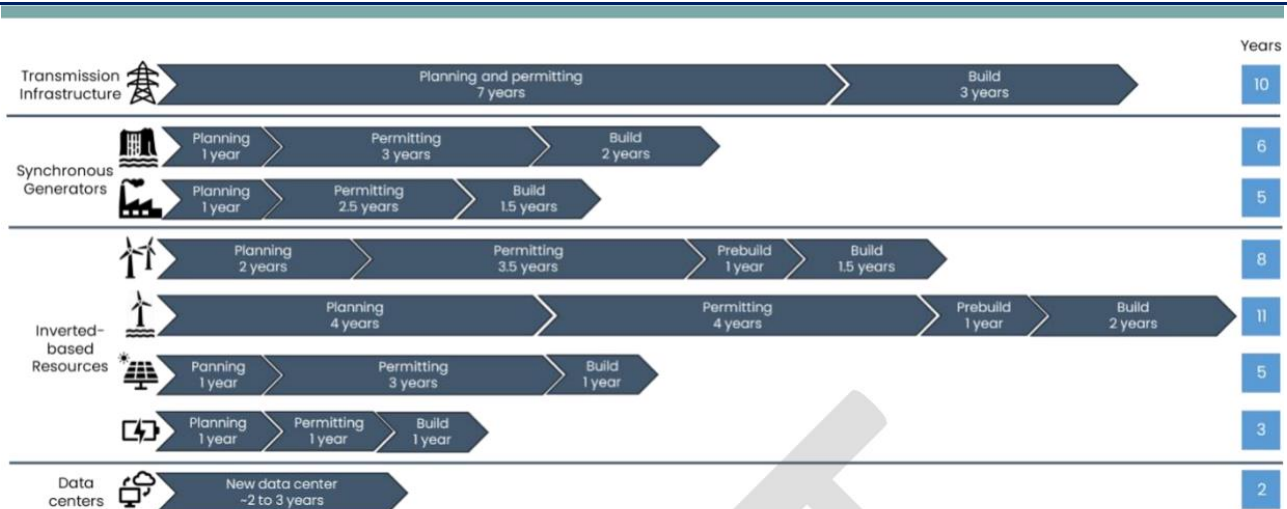 Years
Transmission
Infrastructure
Planning and permitting
7 years
Build
3 years
10
Synchronous
Generators
Planning
1 year
Permitting
3 years
Build
2 years
6
Planning
1 year
Permitting
2.5 years
Build
1.5 years
5
Inverted-
based
Resources
Planning
2 years
Permitting
3.5 years
Prebuild
1 year
Build
1.5 years
8
Planning
4 years
Permitting
4 years
Prebuild
1 year
Build
2 years
11
Panning
1 year
Permitting
3 years
Build
1 year
5
Planning
1 year
Permitting
1 year
Build
1 year
3
Data
centers
New data center
~2 to 3 years
2